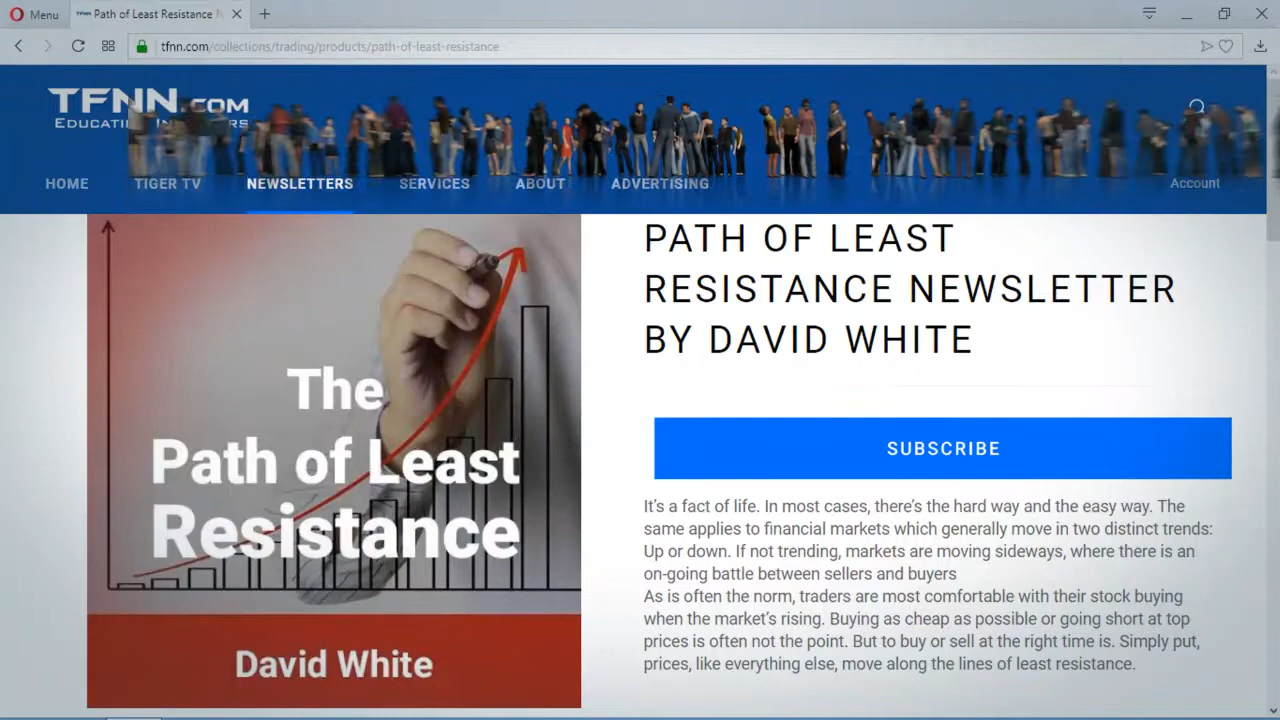 Menu
Path of Least Resistance
tfnn.com/collections/trading/products/path-of-least-resistance
TFNN.COM
HOME
TIGER TV
NEWSLETTERS
SERVICES
ABOUT
ADVERTISING
Account
The
Path of Least
Resistance
David White
PATH OF LEAST
RESISTANCE NEWSLETTER
BY DAVID WHITE
SUBSCRIBE
It's a fact of life. In most cases, there's the hard way and the easy way. The
same applies to financial markets which generally move in two distinct trends:
Up or down. If not trending, markets are moving sideways, where there is an
on-going battle between sellers and buyers
As is often the norm, traders are most comfortable with their stock buying
when the market's rising. Buying as cheap as possible or going short at top
prices is often not the point. But to buy or sell at the right time is. Simply put,
prices, like everything else, move along the lines of least resistance.